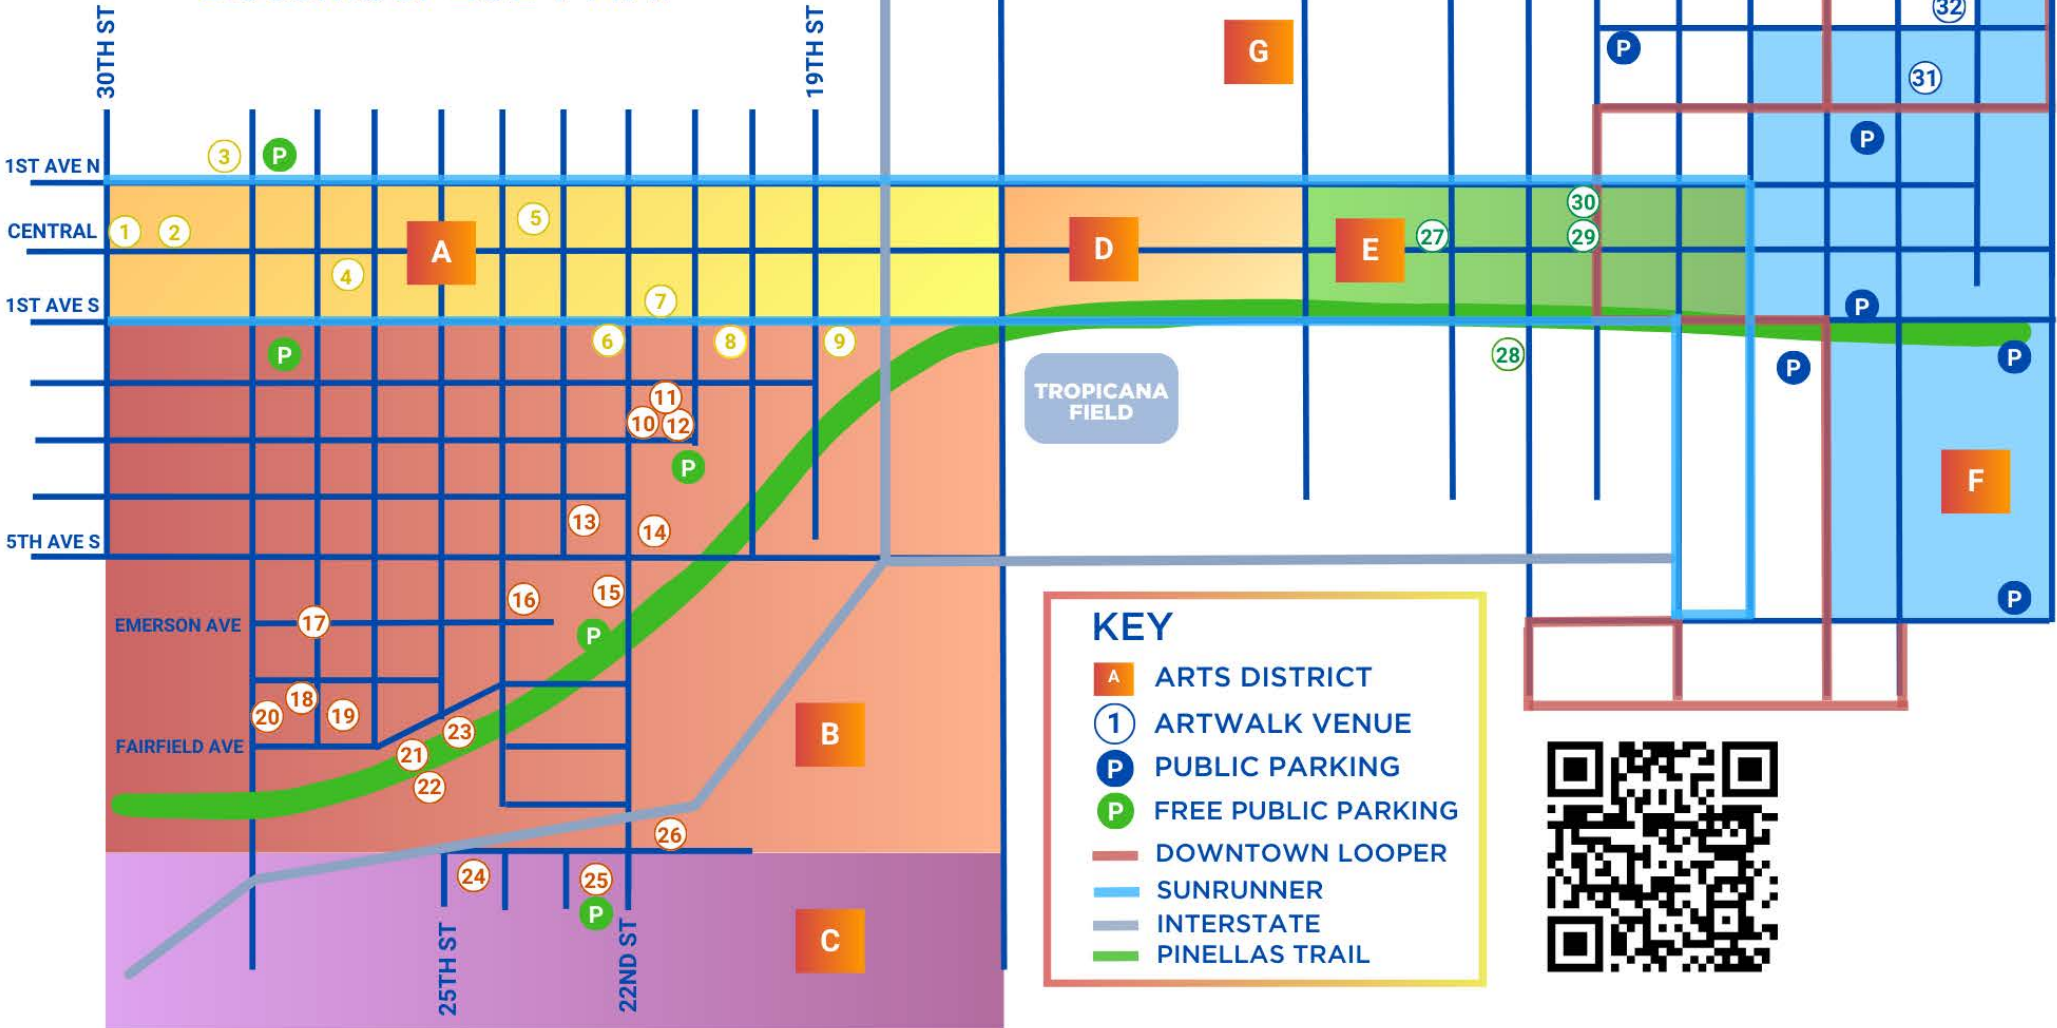 30TH ST
19TH ST
32
G
P
31
3
P
P
1ST AVE N
30
1
2
5
CENTRAL
A
D
E
27
29
4
7
1ST AVE S
P
6
8
9
28
P
P
P
TROPICANA
FIELD
11
10
12
P
F
13
14
5TH AVE S
16
15
P
17
EMERSON AVE
P
KEY
A ARTS DISTRICT
1 ARTWALK VENUE
P PUBLIC PARKING
P FREE PUBLIC PARKING
DOWNTOWN LOOPER
SUNRUNNER
INTERSTATE
PINELLAS TRAIL
18
20
19
23
B
FAIRFIELD AVE
21
22
26
24
25
P
C
25TH ST
22ND ST